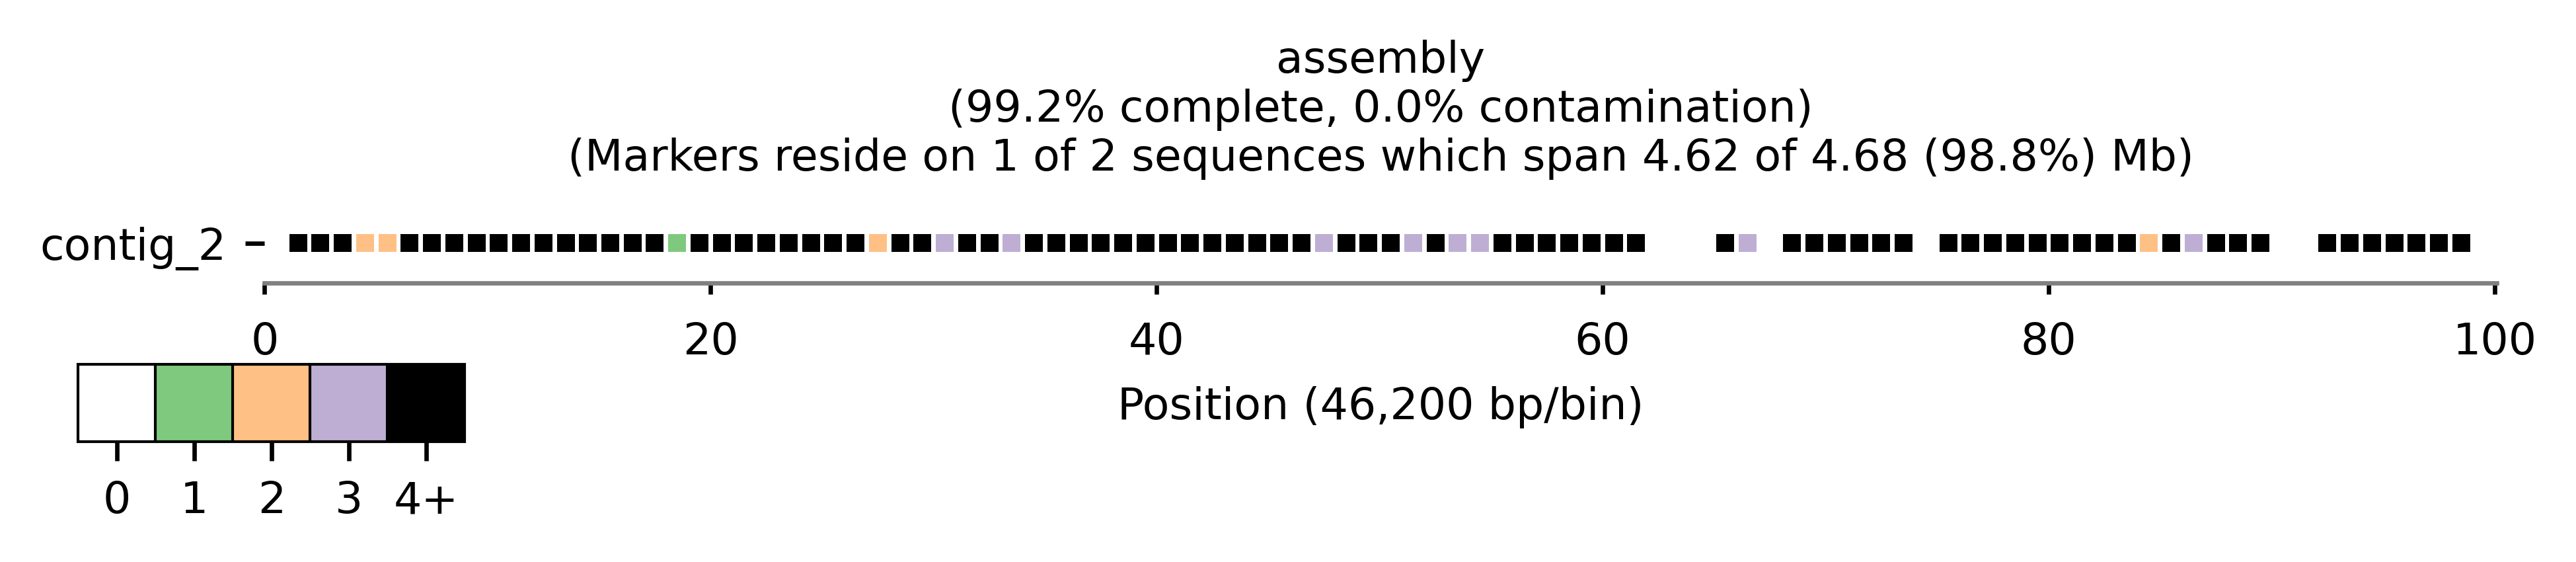 assembly
(99.2% complete, 0.0% contamination)
(Markers reside on 1 of 2 sequences which span 4.62 of 4.68 (98.8%) Mb)
contig_2
0 20 40 60 80 100
Position (46,200 bp/bin)
0 1 2 3 4+